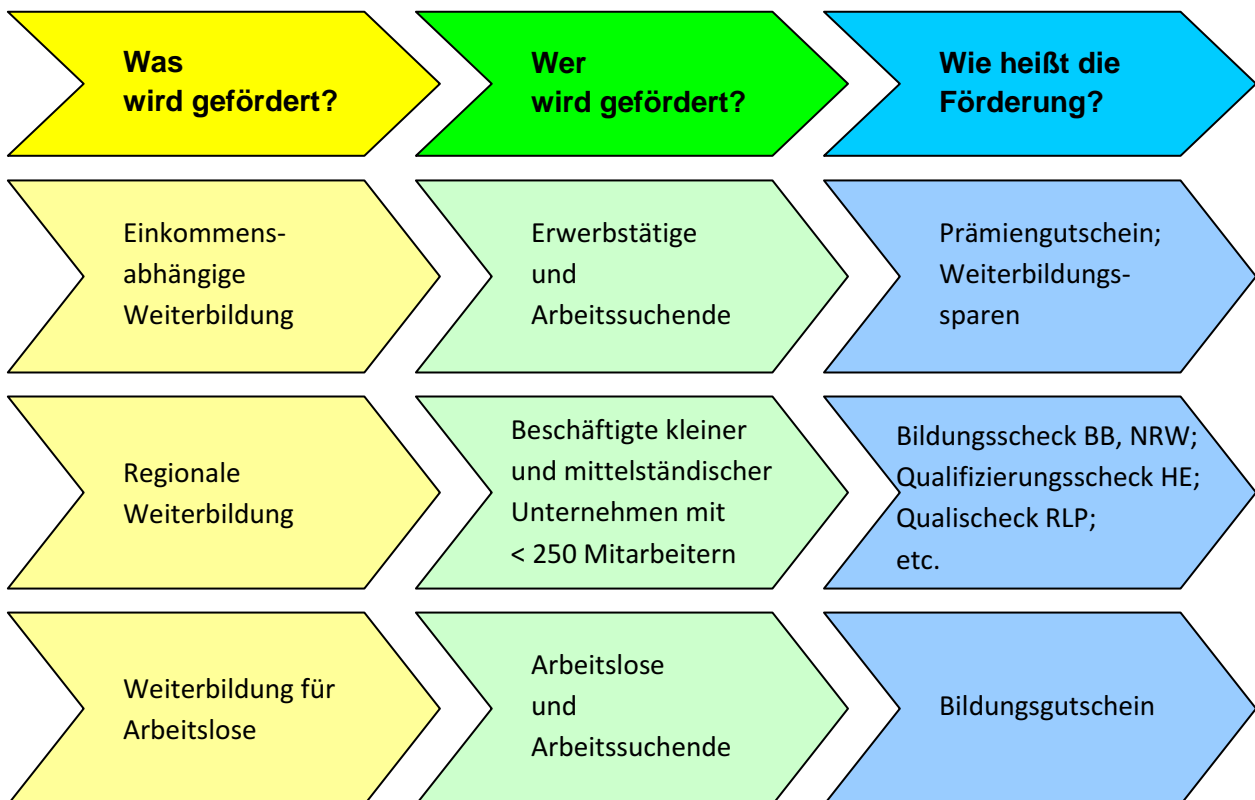 Was
wird gefördert?
Wer
wird gefördert?
Wie heißt die
Förderung?
Einkommens-
abhängige
Weiterbildung
Erwerbstätige
und
Arbeitssuchende
Prämiengutschein;
Weiterbildungs-
sparen
Regionale
Weiterbildung
Beschäftigte kleiner
und mittelständischer
Unternehmen mit
< 250 Mitarbeitern
Bildungsscheck BB, NRW;
Qualifizierungsscheck HE;
Qualischeck RLP;
etc.
Weiterbildung für
Arbeitslose
Arbeitslose
und
Arbeitssuchende
Bildungsgutschein